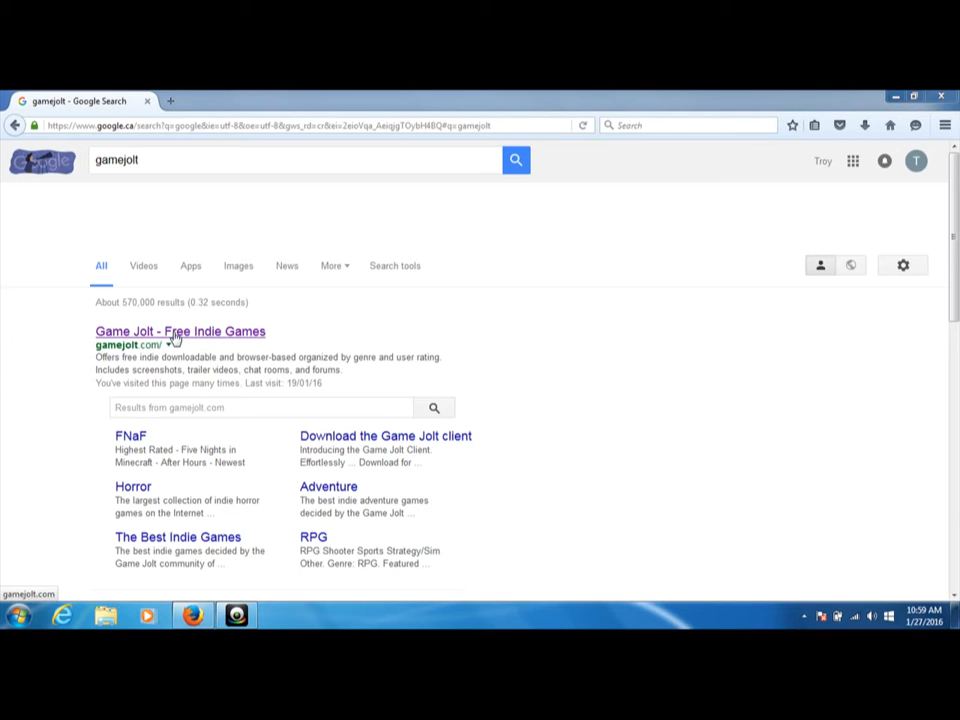 gamejolt - Google Search
https://www.google.ca/search?q=google&ie=utf-8&oe=utf-8&gws_rd=cr&ei=2eioVqa_AeiqjgTOybH4BQ#q=gamejolt
Search
Google
gamejolt
Troy
T
All Videos Apps Images News More Search tools
About 570,000 results (0.32 seconds)
Game Jolt - Free Indie Games
gamejolt.com/
Offers free indie downloadable and browser-based organized by genre and user rating.
Includes screenshots, trailer videos, chat rooms, and forums.
You've visited this page many times. Last visit: 19/01/16
Results from gamejolt.com
FNaF
Highest Rated - Five Nights in
Minecraft - After Hours - Newest
Download the Game Jolt client
Introducing the Game Jolt Client.
Effortlessly ... Download for ...
Horror
The largest collection of indie horror
games on the Internet ...
Adventure
The best indie adventure games
decided by the Game Jolt ...
The Best Indie Games
The best indie games decided by the
Game Jolt community of ...
RPG
RPG Shooter Sports Strategy/Sim
Other. Genre: RPG. Featured ...
gamejolt.com
10:59 AM
1/27/2016